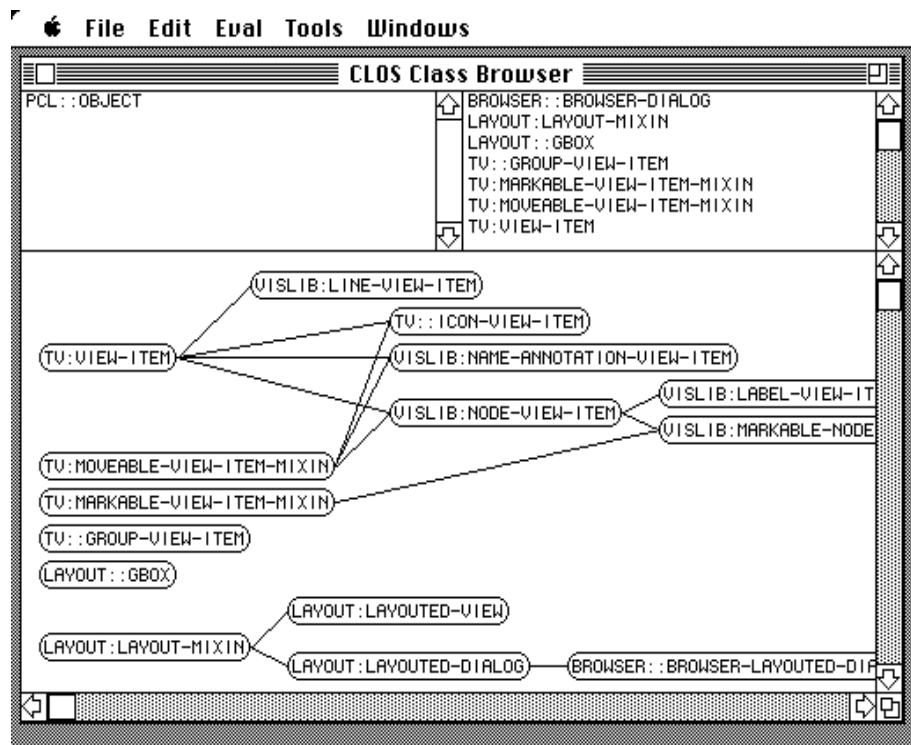 File Edit Eval Tools Windows
CLOS Class Browser
PCL::OBJECT
BROWSER::BROWSER-DIALOG
LAYOUT:LAYOUT-MIXIN
LAYOUT::GBOX
TV::GROUP-VIEW-ITEM
TV:MARKABLE-VIEW-ITEM-MIXIN
TV:MOVEABLE-VIEW-ITEM-MIXIN
TV:VIEW-ITEM
VISLIB:LINE-VIEW-ITEM
TV::ICON-VIEW-ITEM
TV:VIEW-ITEM
VISLIB:NAME-ANNOTATION-VIEW-ITEM
VISLIB:LABEL-VIEW-IT
VISLIB:NODE-VIEW-ITEM
VISLIB:MARKABLE-NODE
TV:MOVEABLE-VIEW-ITEM-MIXIN
TV:MARKABLE-VIEW-ITEM-MIXIN
TV::GROUP-VIEW-ITEM
LAYOUT::GBOX
LAYOUT:LAYOUTED-VIEW
LAYOUT:LAYOUT-MIXIN
LAYOUT:LAYOUTED-DIALOG
BROWSER::BROWSER-LAYOUTED-DIA